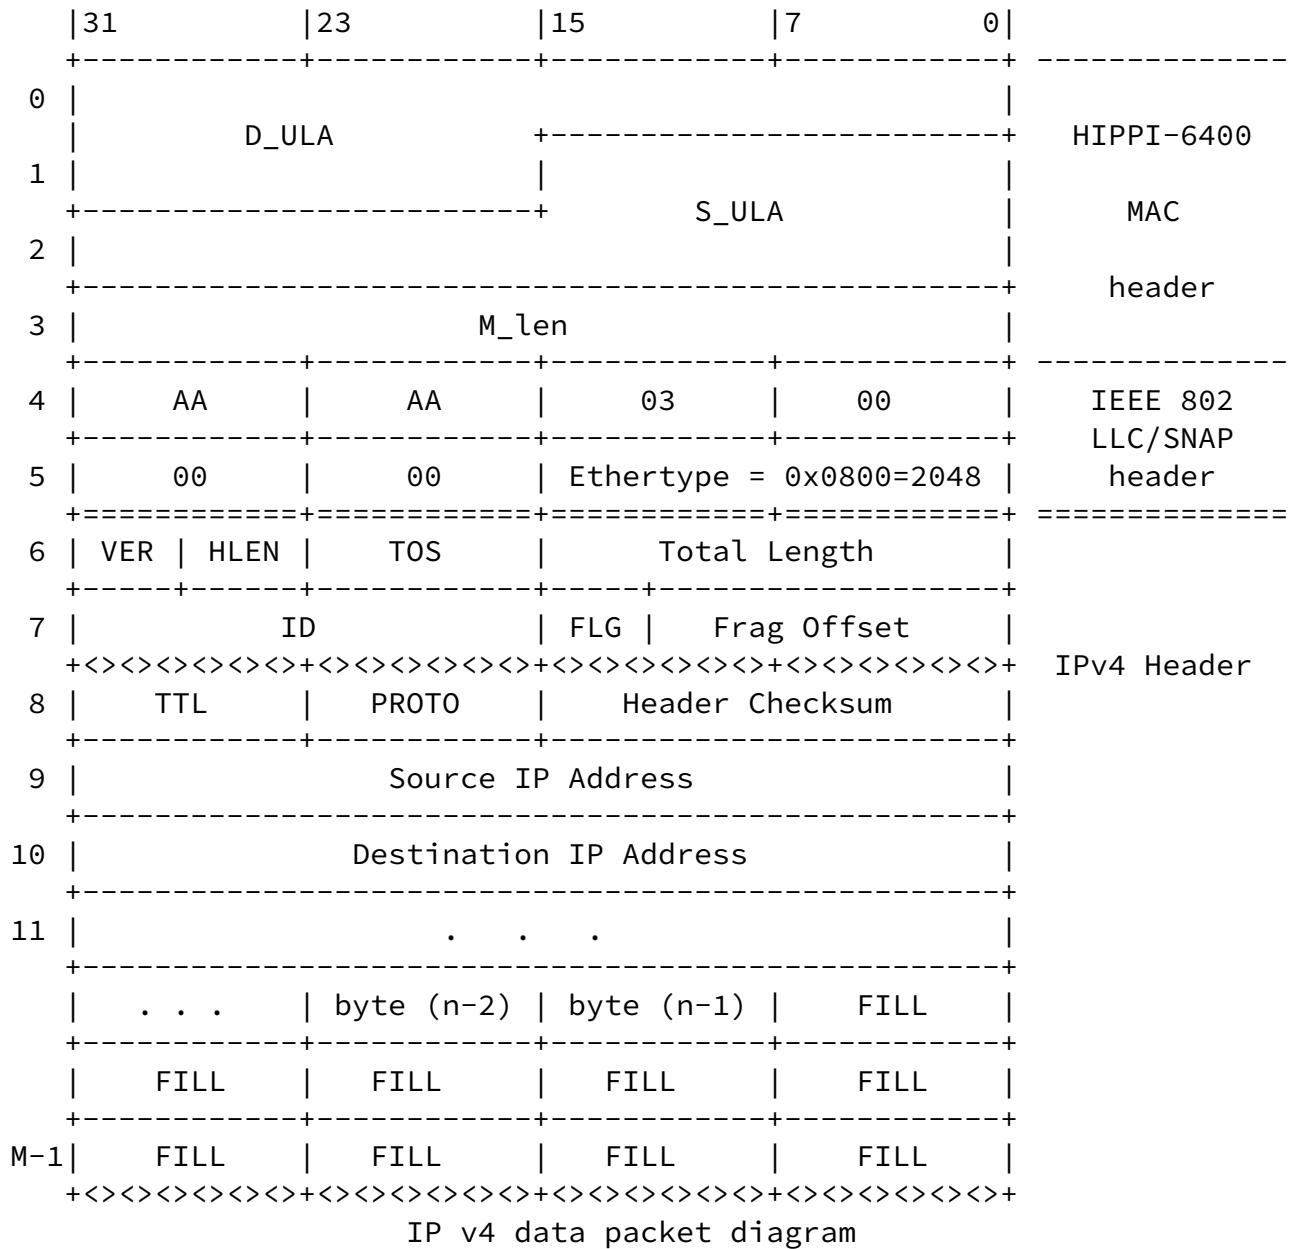 |31          |23          |15          |7          0|
    +------------+------------+------------+------------+ --------------
  0 |                                                   |
    |         D_ULA           +-------------------------+   HIPPI-6400
  1 |                         |                         |
    +-------------------------+        S_ULA            |      MAC
  2 |                                                   |
    +---------------------------------------------------+     header
  3 |                      M_len                        |
    +------------+------------+------------+------------+ --------------
  4 |     AA     |     AA     |     03     |    00      |    IEEE 802
    +------------+------------+------------+------------+    LLC/SNAP
  5 |     00     |     00     | Ethertype = 0x0800=2048 |     header
    +============+============+============+============+ ==============
  6 | VER | HLEN |    TOS     |      Total Length       |
    +-----+------+------------+-----+-------------------+
  7 |           ID            | FLG |   Frag Offset     |
    +<><><><><><>+<><><><><><>+<><><><><><>+<><><><><><>+  IPv4 Header
  8 |    TTL     |   PROTO    |    Header Checksum      |
    +------------+------------+-------------------------+
  9 |                 Source IP Address                 |
    +---------------------------------------------------+
 10 |               Destination IP Address              |
    +---------------------------------------------------+
 11 |                    .   .   .                      |
    +---------------------------------------------------+
    |   . . .    | byte (n-2) | byte (n-1) |    FILL    |
    +------------+------------+------------+------------+
    |    FILL    |   FILL     |   FILL     |    FILL    |
    +------------+------------+------------+------------+
 M-1|    FILL    |   FILL     |   FILL     |    FILL    |
    +<><><><><><>+<><><><><><>+<><><><><><>+<><><><><><>+
                  IP v4 data packet diagram